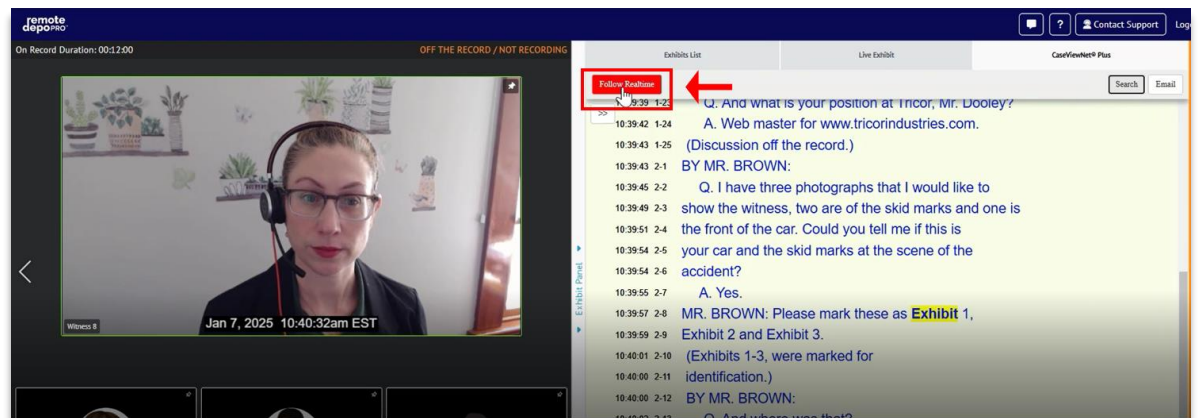 remote
depoPRO
?
Contact Support
On Record Duration: 00:12:00
OFF THE RECORD / NOT RECORDING
Exhibits List
Live Exhibit
CaseViewNet® Plus
Follow Realtime
Search
Email
>>
1-23 Q. And what is your position at Tricor, Mr. Dooley?
10:39:42 1-24 A. Web master for www.tricorindustries.com.
10:39:43 1-25 (Discussion off the record.)
10:39:43 2-1 BY MR. BROWN:
10:39:45 2-2 Q. I have three photographs that I would like to
10:39:49 2-3 show the witness, two are of the skid marks and one is
10:39:51 2-4 the front of the car. Could you tell me if this is
10:39:54 2-5 your car and the skid marks at the scene of the
10:39:54 2-6 accident?
10:39:55 2-7 A. Yes.
10:39:57 2-8 MR. BROWN: Please mark these as Exhibit 1,
10:39:59 2-9 Exhibit 2 and Exhibit 3.
10:40:01 2-10 (Exhibits 1-3, were marked for
10:40:00 2-11 identification.)
10:40:00 2-12 BY MR. BROWN:
Q. And where was that?
Exhibit Panel
Witness 8
Jan 7, 2025 10:40:32am EST